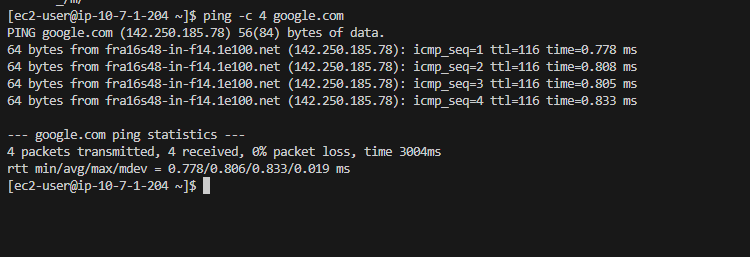 _/m/
[ec2-user@ip-10-7-1-204 ~]$ ping -c 4 google.com
PING google.com (142.250.185.78) 56(84) bytes of data.
64 bytes from fra16s48-in-f14.1e100.net (142.250.185.78): icmp_seq=1 ttl=116 time=0.778 ms
64 bytes from fra16s48-in-f14.1e100.net (142.250.185.78): icmp_seq=2 ttl=116 time=0.808 ms
64 bytes from fra16s48-in-f14.1e100.net (142.250.185.78): icmp_seq=3 ttl=116 time=0.805 ms
64 bytes from fra16s48-in-f14.1e100.net (142.250.185.78): icmp_seq=4 ttl=116 time=0.833 ms
--- google.com ping statistics ---
4 packets transmitted, 4 received, 0% packet loss, time 3004ms
rtt min/avg/max/mdev = 0.778/0.806/0.833/0.019 ms
[ec2-user@ip-10-7-1-204 ~]$